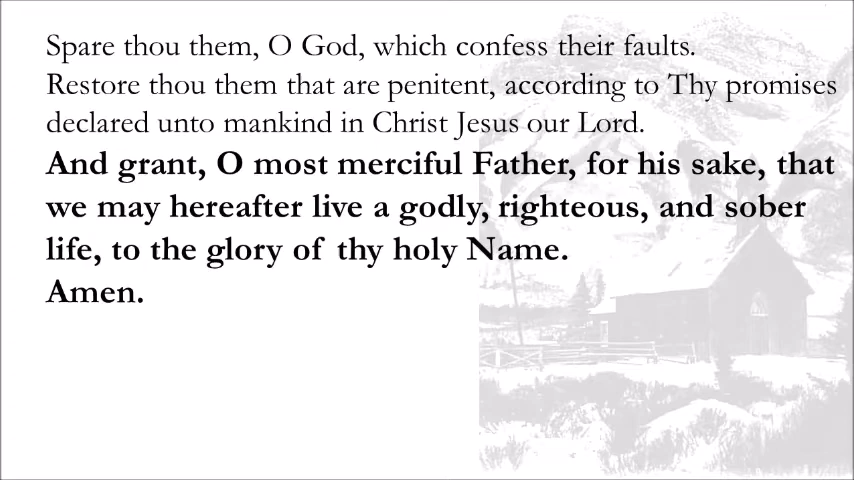 Spare thou them, O God, which confess their faults.
Restore thou them that are penitent, according to Thy promises
declared unto mankind in Christ Jesus our Lord.
And grant, O most merciful Father, for his sake, that
we may hereafter live a godly, righteous, and sober
life, to the glory of thy holy Name.
Amen.